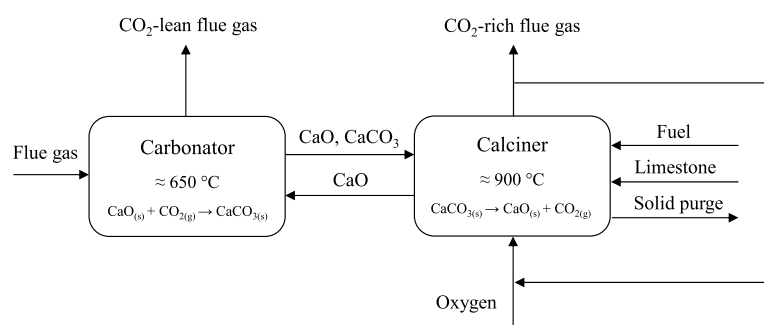 CO₂-lean flue gas
CO₂-rich flue gas
Flue gas
Carbonator
≈ 650 °C
CaO₍s₎ + CO₂₍g₎ → CaCO₃₍s₎
CaO, CaCO₃
CaO
Calciner
≈ 900 °C
CaCO₃₍s₎ → CaO₍s₎ + CO₂₍g₎
Fuel
Limestone
Solid purge
Oxygen